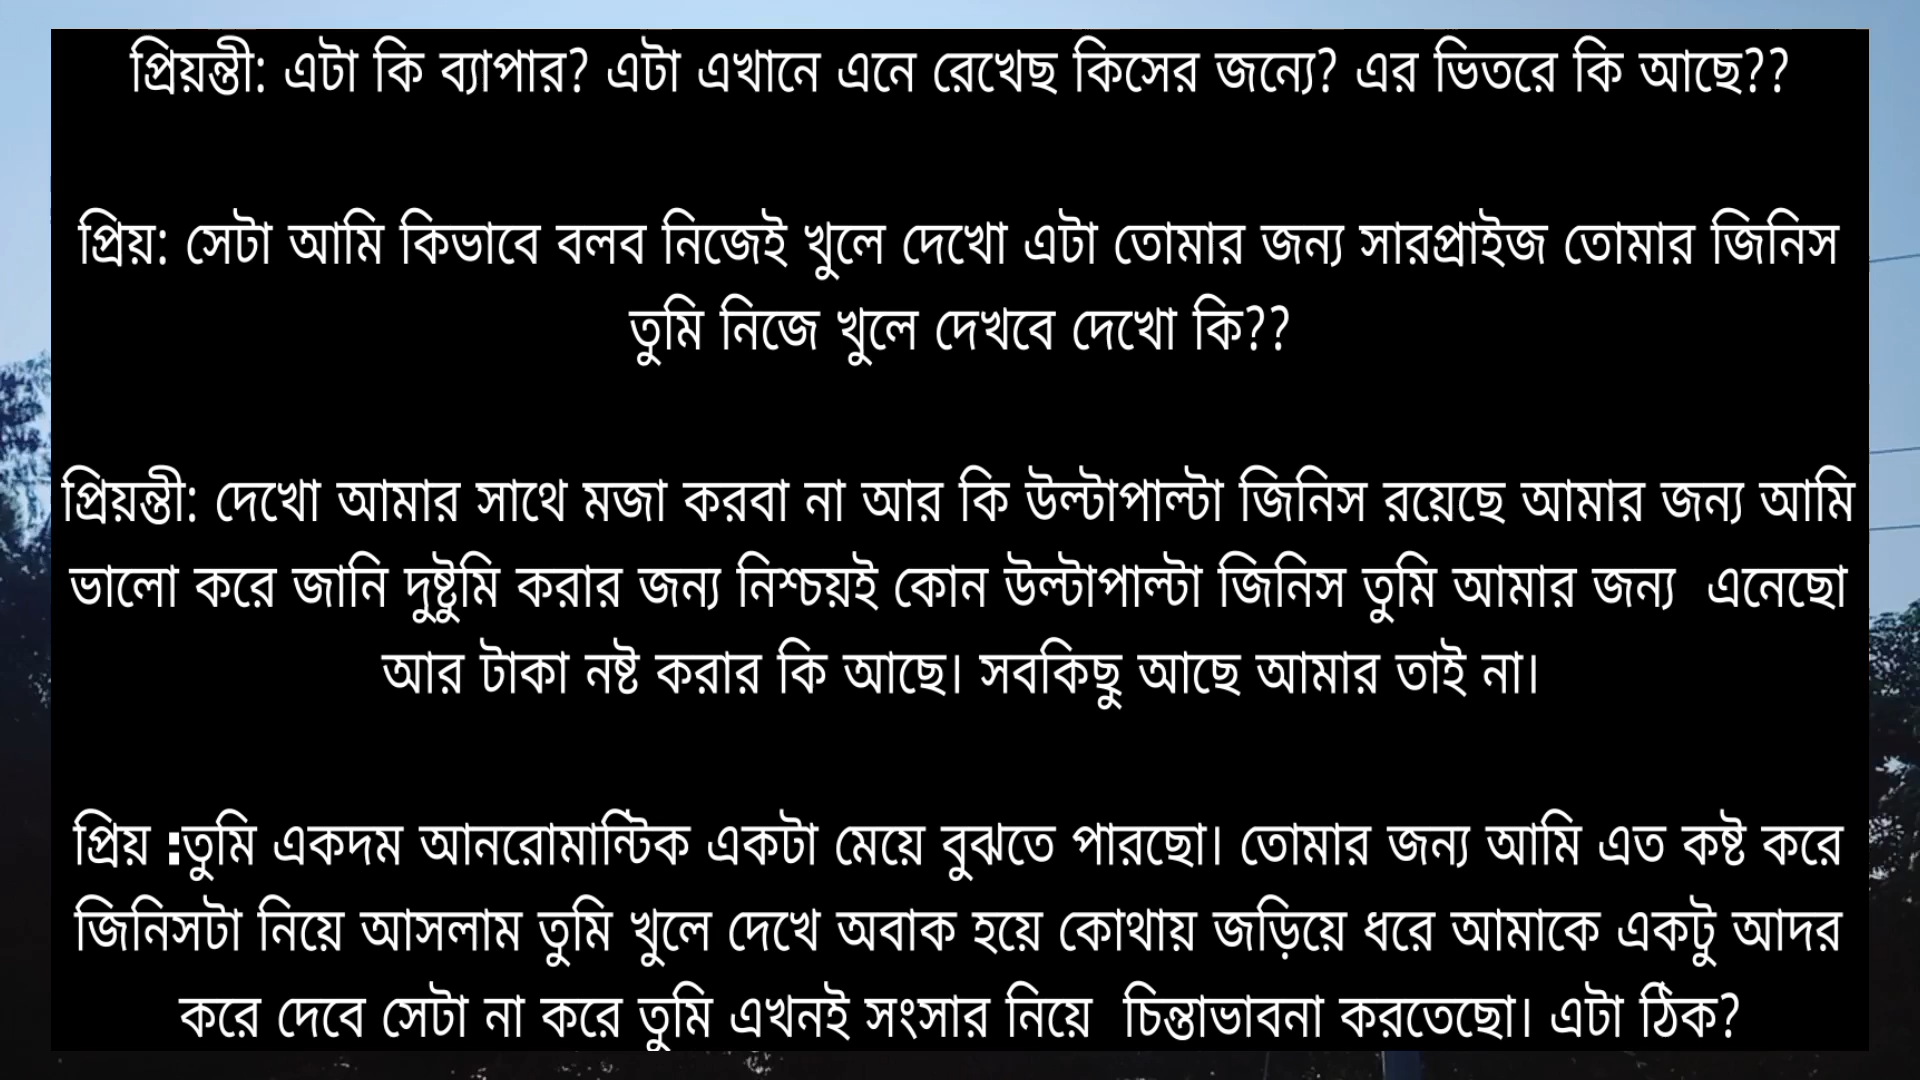 প্রিয়ন্তী: এটা কি ব্যাপার? এটা এখানে এনে রেখেছ কিসের জন্যে? এর ভিতরে কি আছে??
প্রিয়: সেটা আমি কিভাবে বলব নিজেই খুলে দেখো এটা তোমার জন্য সারপ্রাইজ তোমার জিনিস
তুমি নিজে খুলে দেখবে দেখো কি??
প্রিয়ন্তী: দেখো আমার সাথে মজা করবা না আর কি উল্টাপাল্টা জিনিস রয়েছে আমার জন্য আমি
ভালো করে জানি দুষ্টুমি করার জন্য নিশ্চয়ই কোন উল্টাপাল্টা জিনিস তুমি আমার জন্য  এনেছো
আর টাকা নষ্ট করার কি আছে। সবকিছু আছে আমার তাই না।
প্রিয় :তুমি একদম আনরোমান্টিক একটা মেয়ে বুঝতে পারছো। তোমার জন্য আমি এত কষ্ট করে
জিনিসটা নিয়ে আসলাম তুমি খুলে দেখে অবাক হয়ে কোথায় জড়িয়ে ধরে আমাকে একটু আদর
করে দেবে সেটা না করে তুমি এখনই সংসার নিয়ে  চিন্তাভাবনা করতেছো। এটা ঠিক?